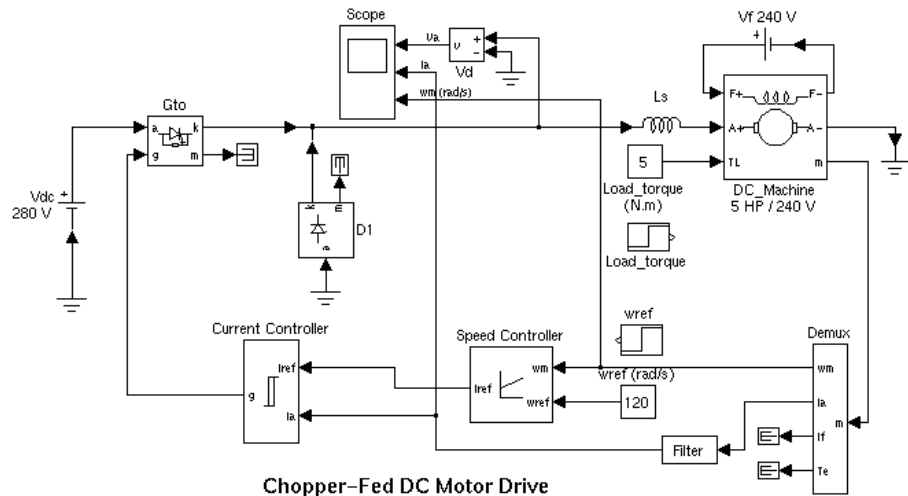 Scope
Va
Ia
wm (rad/s)
v
+
-
Vd
Vf 240 V
+
Gto
a
k
g
m
Ls
F+
F-
A+
A-
TL
m
DC_Machine
5 HP / 240 V
5
Load_torque
(N.m)
Load_torque
Vdc
+
280 V
k
m
a
D1
Current Controller
Iref
g
Ia
Speed Controller
wm
Iref
wref
wref
wref (rad/s)
120
Demux
wm
Ia
m
If
Te
Filter
Chopper-Fed DC Motor Drive